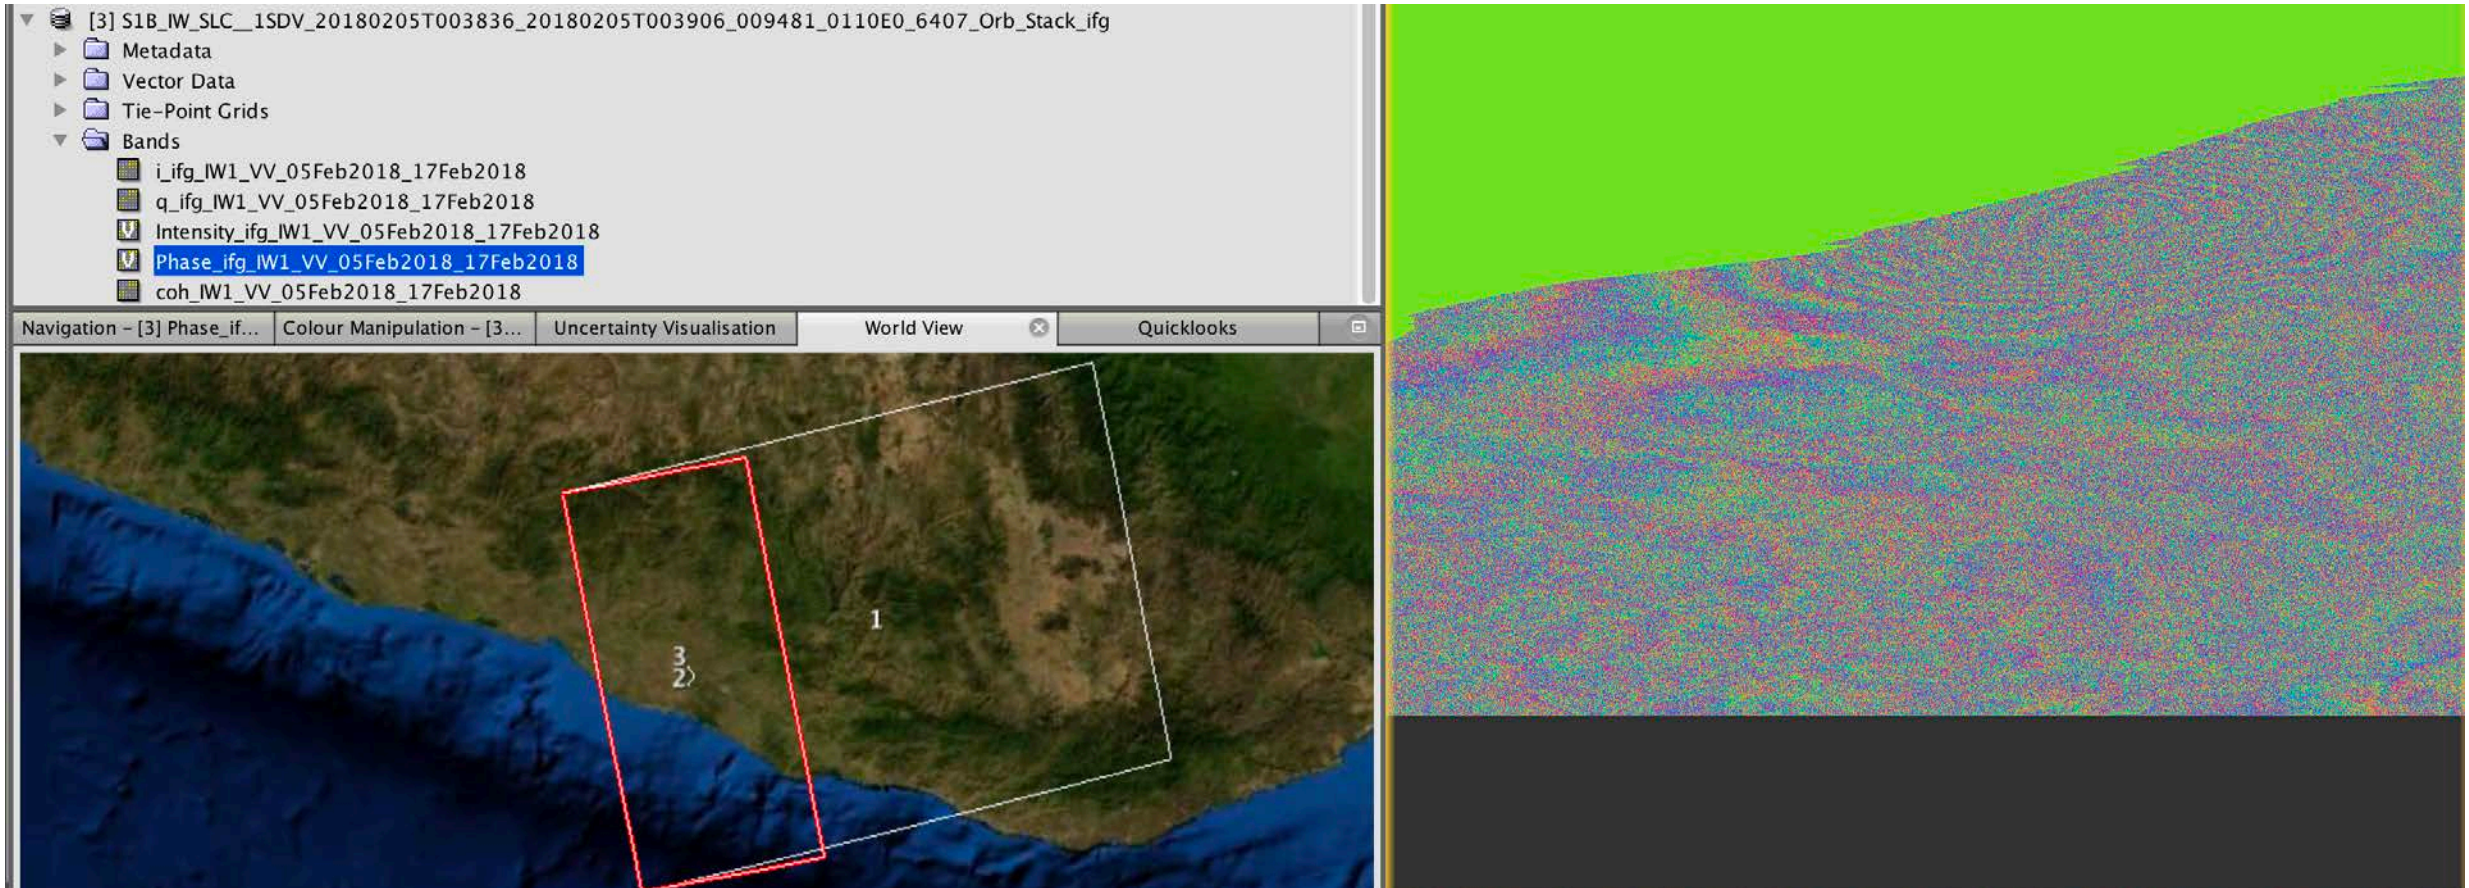 [3] S1B_IW_SLC__1SDV_20180205T003836_20180205T003906_009481_0110E0_6407_Orb_Stack_ifg
Metadata
Vector Data
Tie-Point Grids
Bands
i_ifg_IW1_VV_05Feb2018_17Feb2018
q_ifg_IW1_VV_05Feb2018_17Feb2018
Intensity_ifg_IW1_VV_05Feb2018_17Feb2018
Phase_ifg_IW1_VV_05Feb2018_17Feb2018
coh_IW1_VV_05Feb2018_17Feb2018
Navigation – [3] Phase_if... Colour Manipulation – [3... Uncertainty Visualisation World View Quicklooks
1
3
2